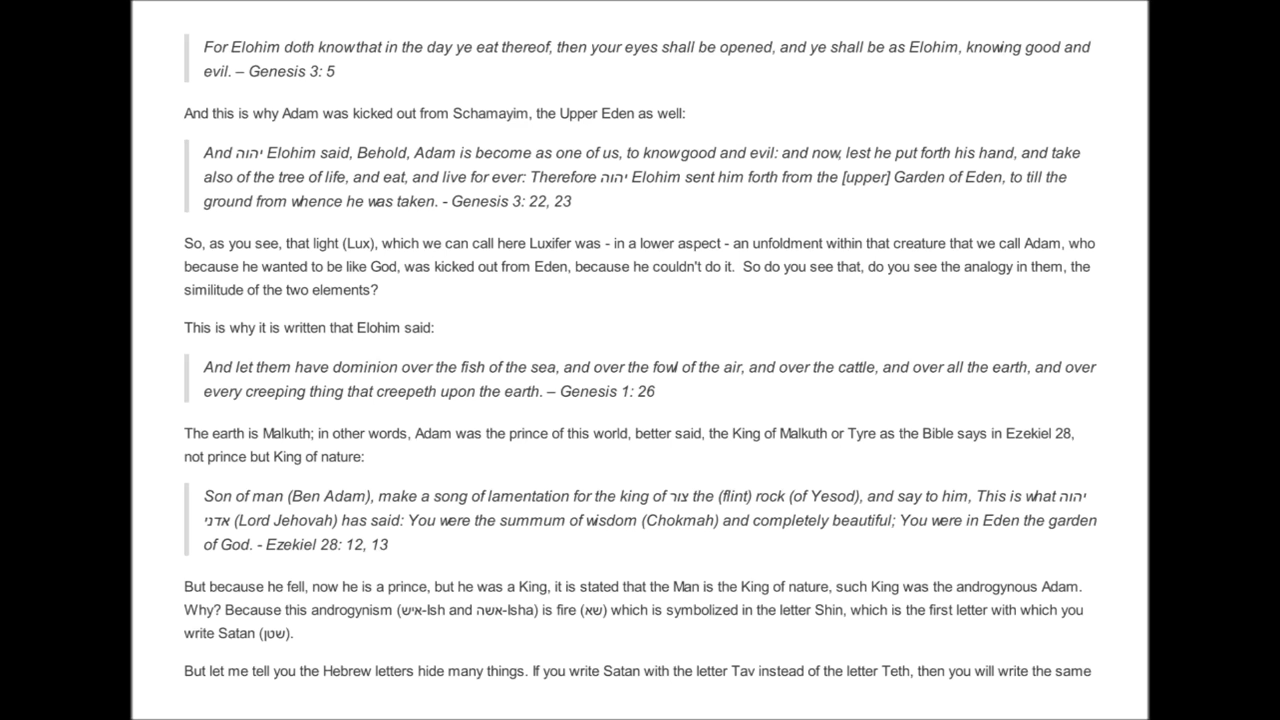 For Elohim doth know that in the day ye eat thereof, then your eyes shall be opened, and ye shall be as Elohim, knowing good and
evil. – Genesis 3: 5
And this is why Adam was kicked out from Schamayim, the Upper Eden as well:
And יהוה Elohim said, Behold, Adam is become as one of us, to know good and evil: and now, lest he put forth his hand, and take
also of the tree of life, and eat, and live for ever: Therefore יהוה Elohim sent him forth from the [upper] Garden of Eden, to till the
ground from whence he was taken. - Genesis 3: 22, 23
So, as you see, that light (Lux), which we can call here Luxifer was - in a lower aspect - an unfoldment within that creature that we call Adam, who
because he wanted to be like God, was kicked out from Eden, because he couldn't do it.  So do you see that, do you see the analogy in them, the
similitude of the two elements?
This is why it is written that Elohim said:
And let them have dominion over the fish of the sea, and over the fowl of the air, and over the cattle, and over all the earth, and over
every creeping thing that creepeth upon the earth. – Genesis 1: 26
The earth is Malkuth; in other words, Adam was the prince of this world, better said, the King of Malkuth or Tyre as the Bible says in Ezekiel 28,
not prince but King of nature:
Son of man (Ben Adam), make a song of lamentation for the king of צור the (flint) rock (of Yesod), and say to him, This is what יהוה
אדני (Lord Jehovah) has said: You were the summum of wisdom (Chokmah) and completely beautiful; You were in Eden the garden
of God. - Ezekiel 28: 12, 13
But because he fell, now he is a prince, but he was a King, it is stated that the Man is the King of nature, such King was the androgynous Adam.
Why? Because this androgynism (איש-Ish and אשה-Isha) is fire (שא) which is symbolized in the letter Shin, which is the first letter with which you
write Satan (שטן).
But let me tell you the Hebrew letters hide many things. If you write Satan with the letter Tav instead of the letter Teth, then you will write the same